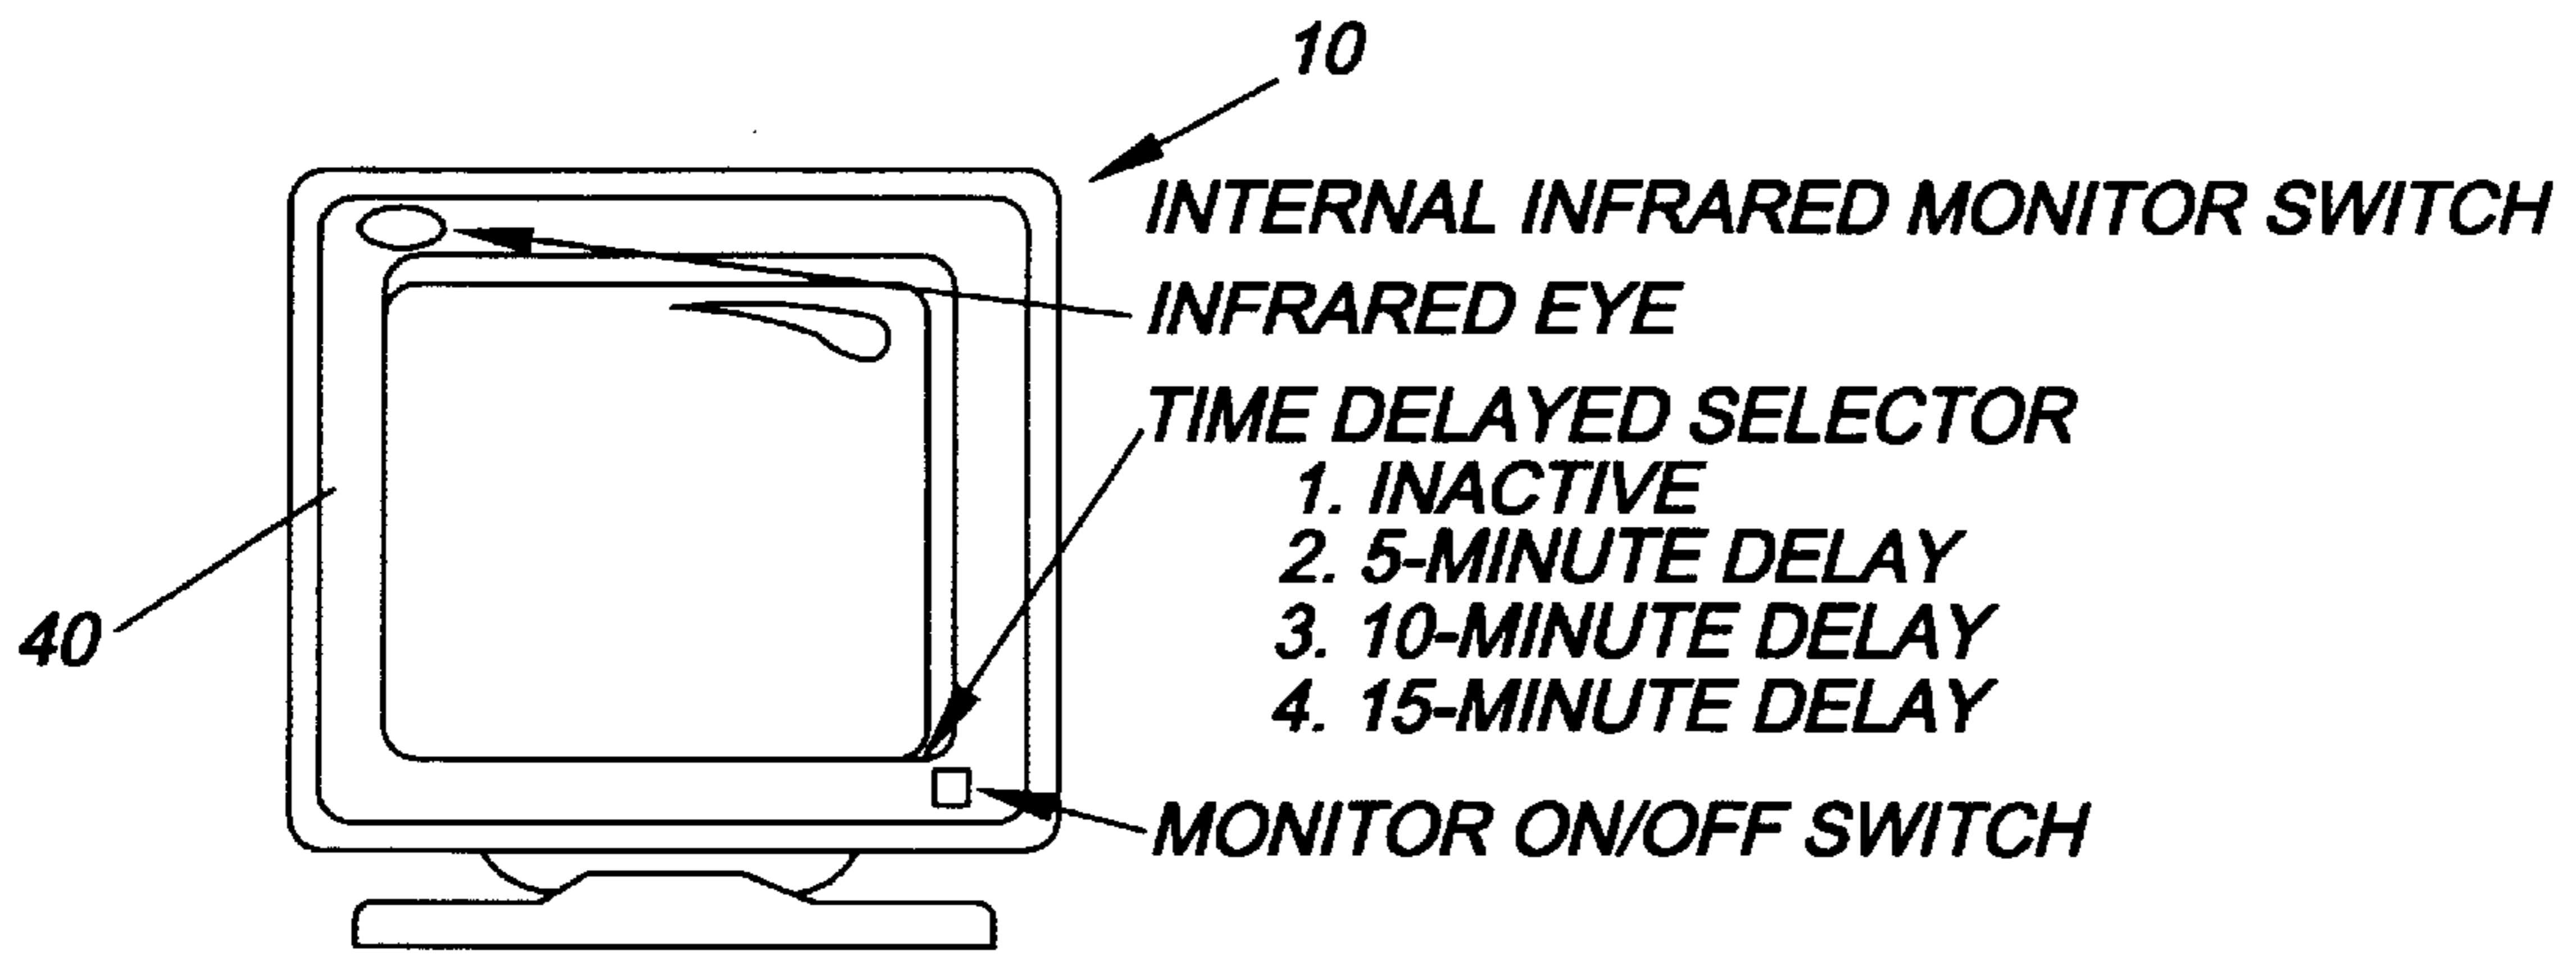 10
INTERNAL INFRARED MONITOR SWITCH
INFRARED EYE
TIME DELAYED SELECTOR
1. INACTIVE
2. 5-MINUTE DELAY
3. 10-MINUTE DELAY
4. 15-MINUTE DELAY
40
MONITOR ON/OFF SWITCH